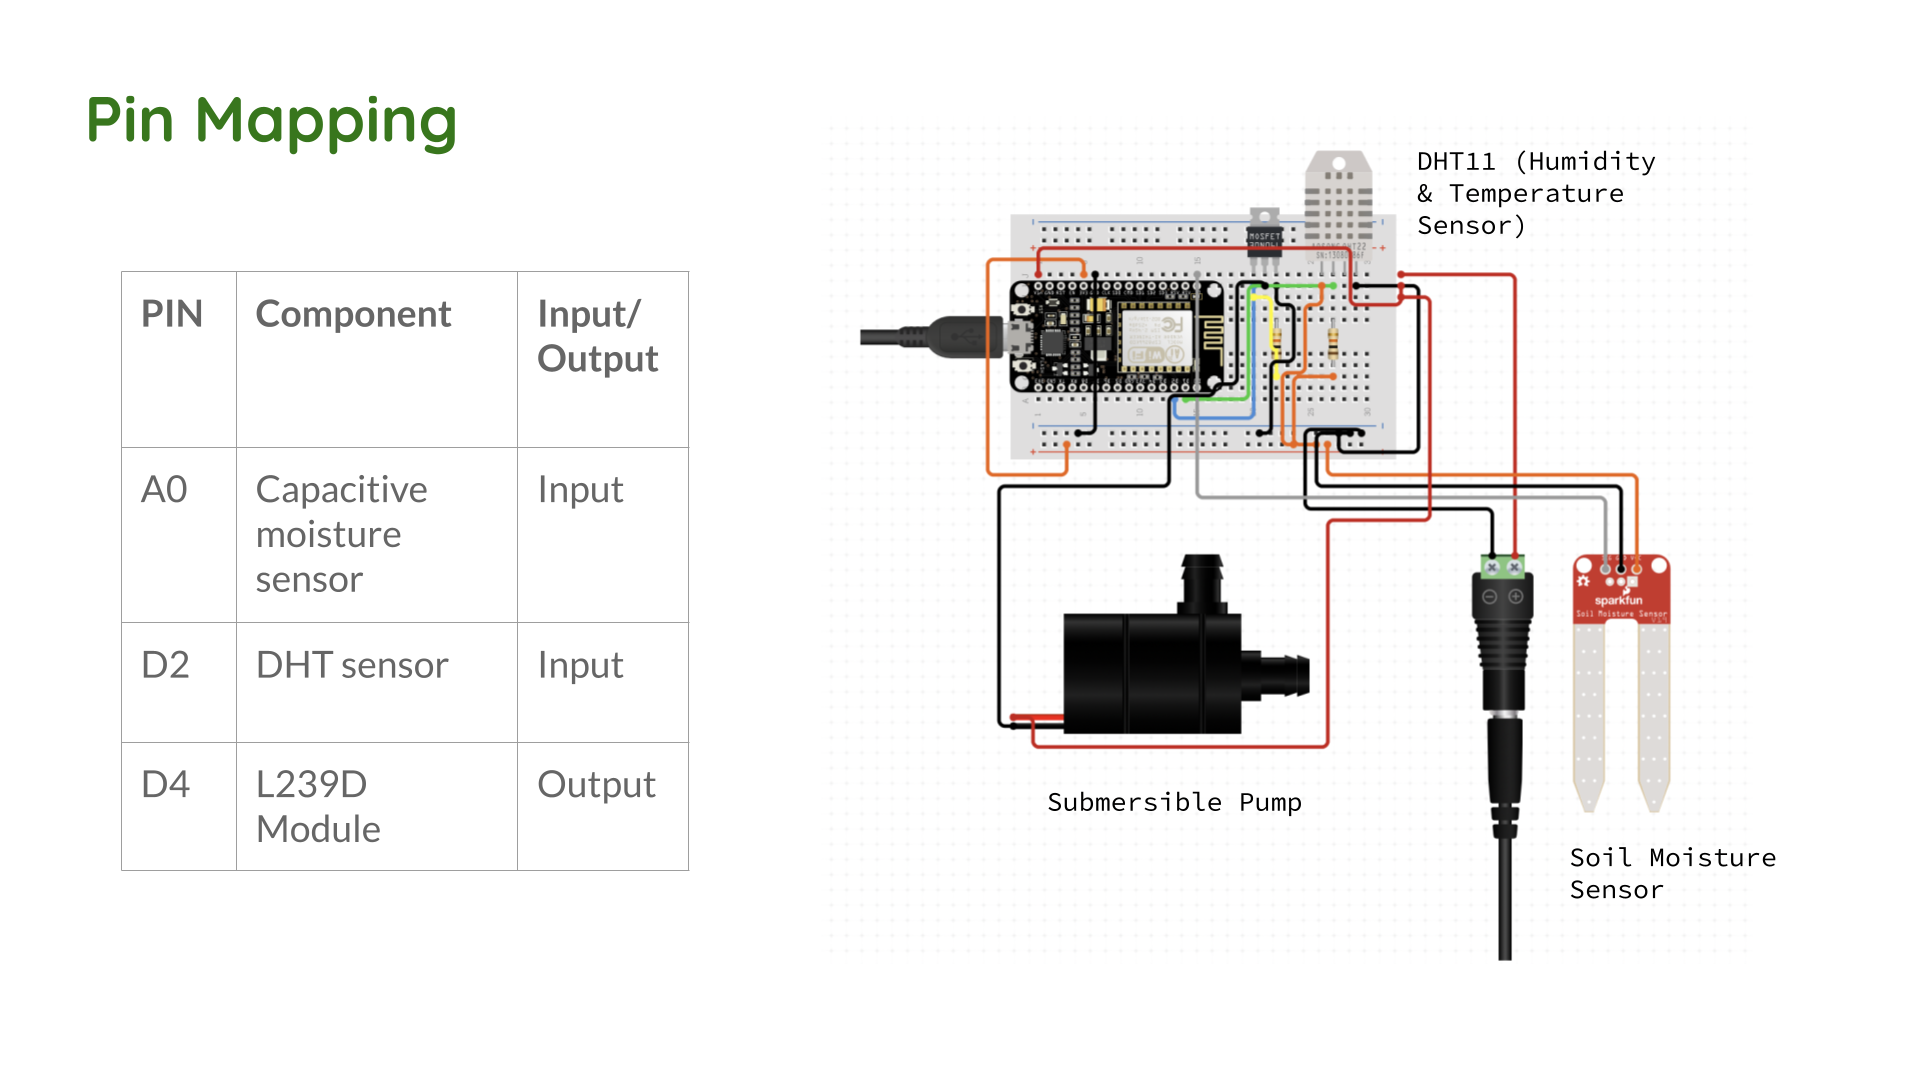 Pin Mapping
PIN
Component
Input/
Output
A0
Capacitive
moisture
sensor
Input
D2
DHT sensor
Input
D4
L239D
Module
Output
DHT11 (Humidity
& Temperature
Sensor)
MOSFET
Submersible Pump
sparkfun
Soil Moisture Sensor
Soil Moisture
Sensor